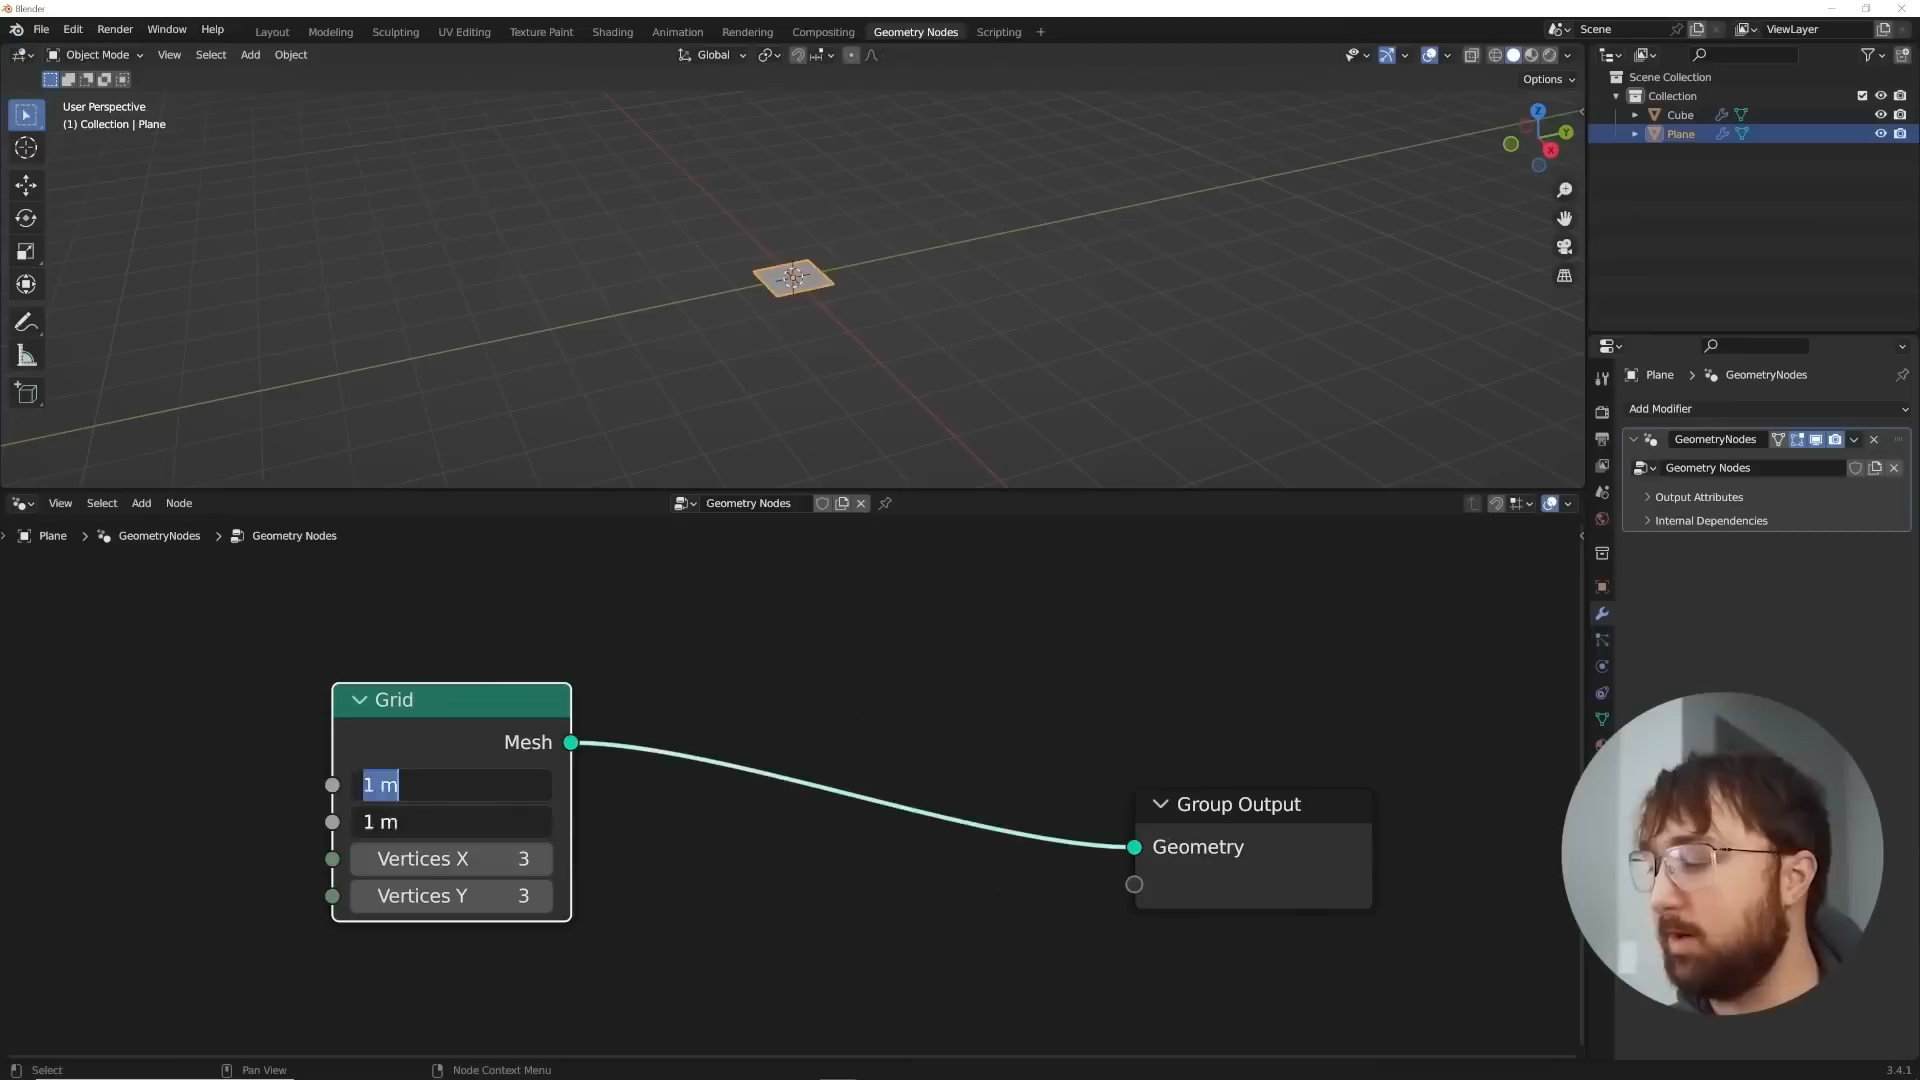 Blender
File Edit Render Window Help
Layout Modeling Sculpting UV Editing Texture Paint Shading Animation Rendering Compositing Geometry Nodes Scripting +
Scene
ViewLayer
Object Mode View Select Add Object
Global
Options
User Perspective
(1) Collection | Plane
Z
Y
X
Scene Collection
Collection
Cube
Plane
Plane > GeometryNodes
Add Modifier
GeometryNodes
Geometry Nodes
Output Attributes
Internal Dependencies
View Select Add Node
Geometry Nodes
Plane > GeometryNodes > Geometry Nodes
Grid
Mesh
1 m
1 m
Vertices X 3
Vertices Y 3
Group Output
Geometry
Select
Pan View
Node Context Menu
3.4.1